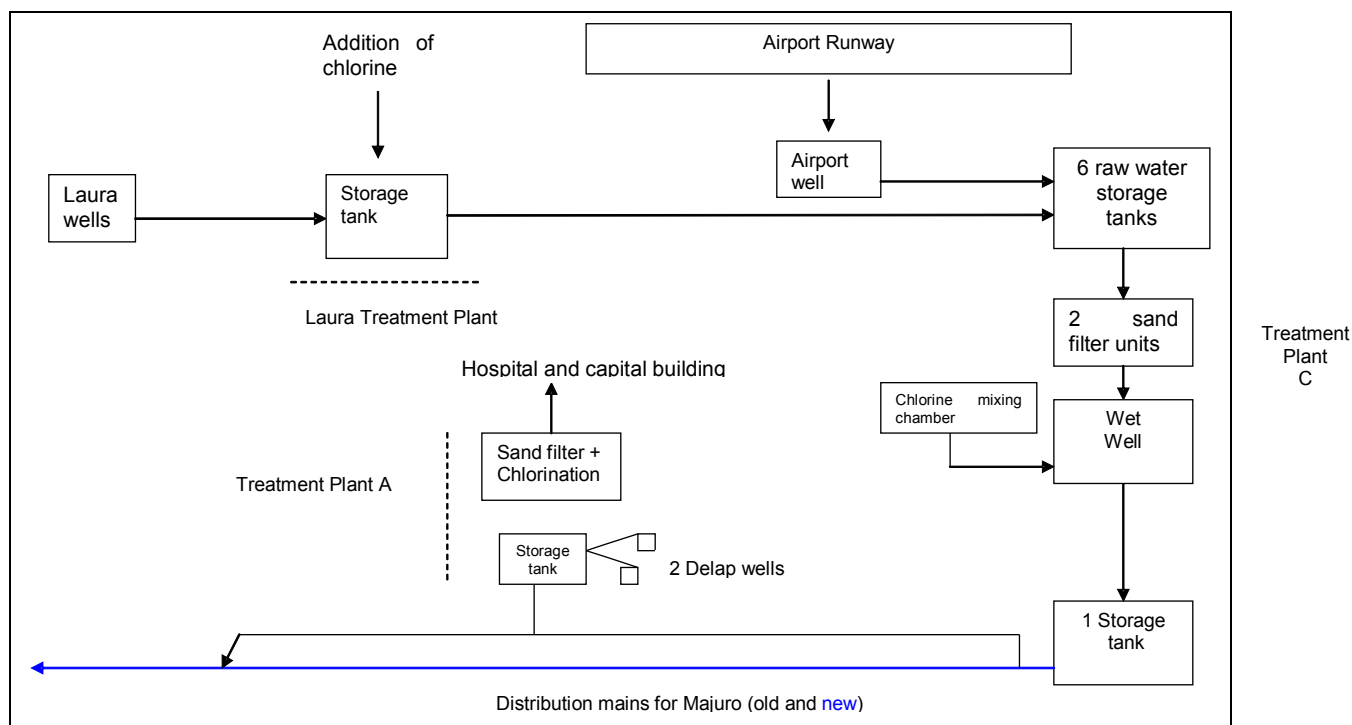 Addition of
chlorine
Airport Runway
Laura
wells
Storage
tank
Airport
well
6 raw water
storage
tanks
Laura Treatment Plant
2 sand
filter units
Treatment
Plant
C
Hospital and capital building
Chlorine mixing
chamber
Wet
Well
Sand filter +
Chlorination
Treatment Plant A
Storage
tank
2 Delap wells
1 Storage
tank
Distribution mains for Majuro (old and new)